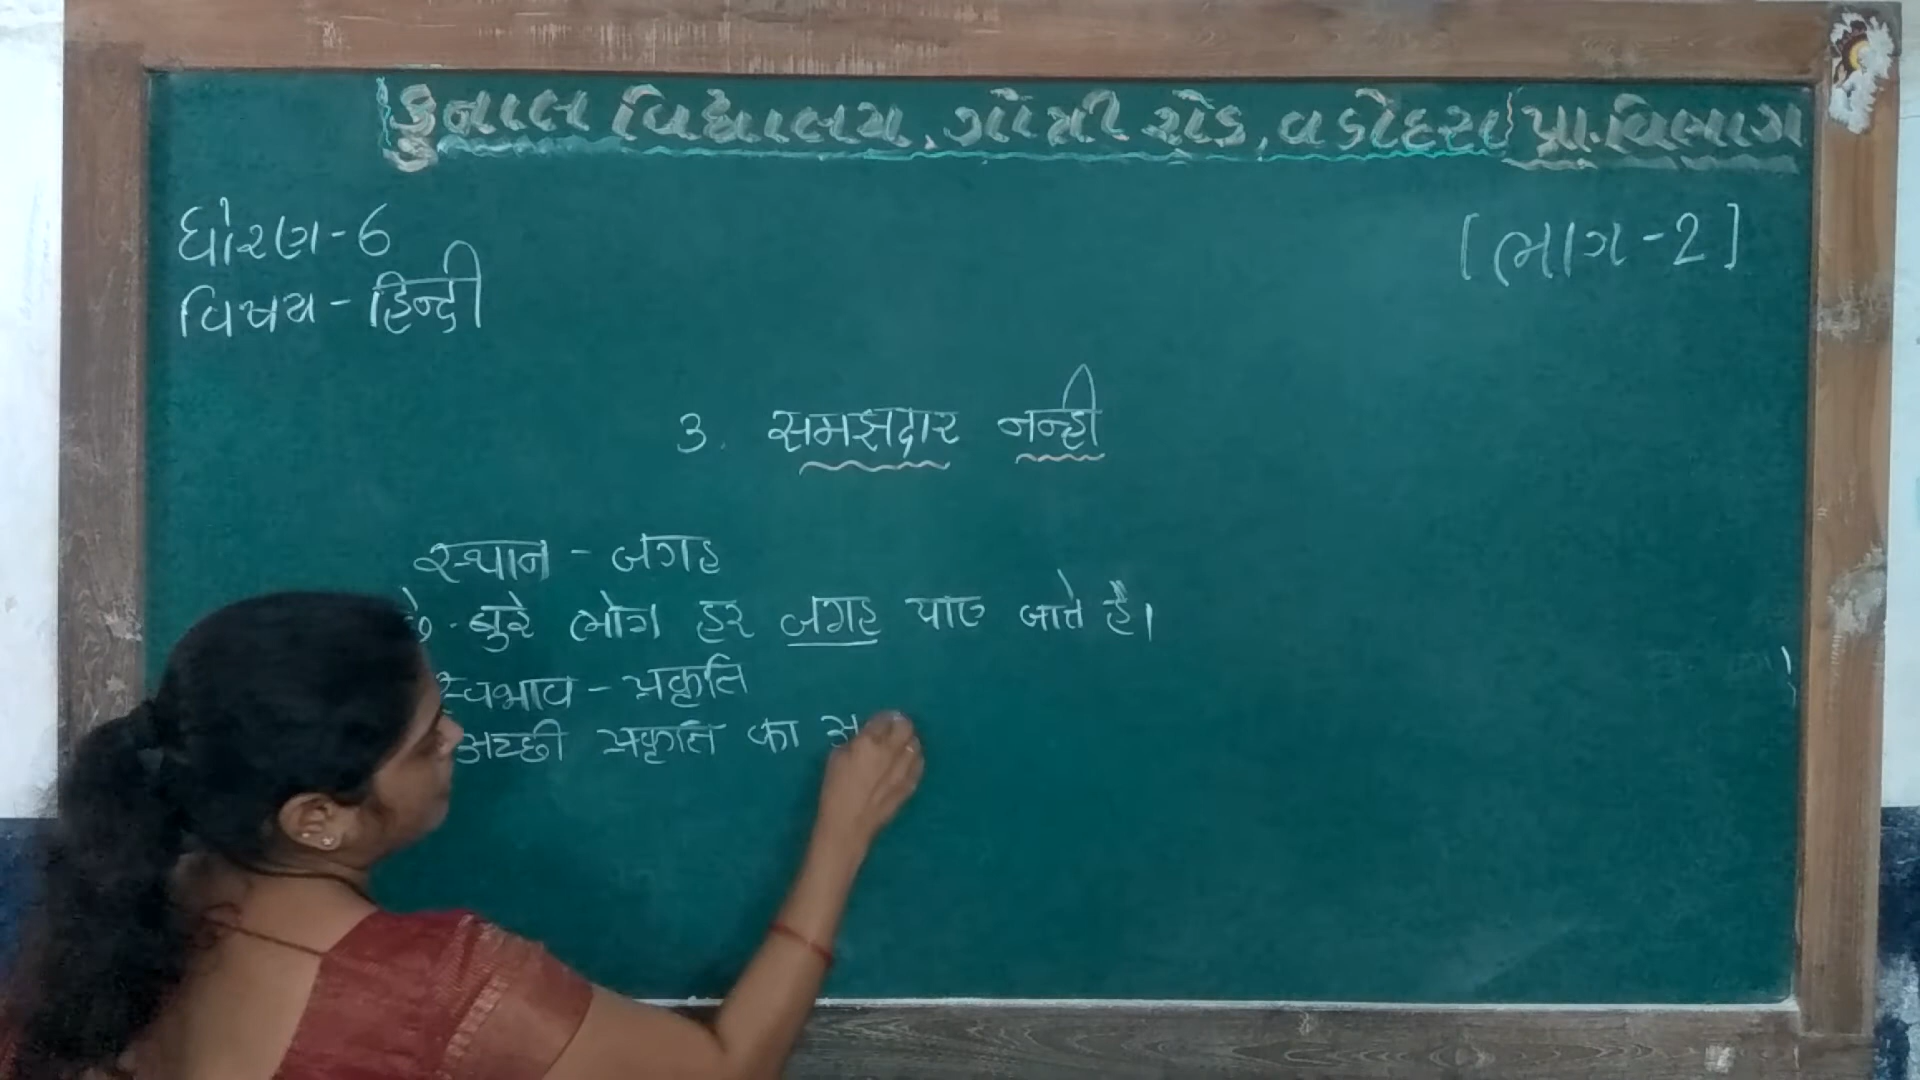 કુનાલ વિદ્યાલય, ગોત્રી રોડ, વડોદરા પ્રા. વિભાગ
ધોરણ-6
[ભાગ-2]
વિષય-हिन्दी
3. समझदार नन्ही
स्थान - जगह
बुरे लोग हर जगह पाए जाते है।
स्वभाव - प्रकृति
अच्छी प्रकृति का